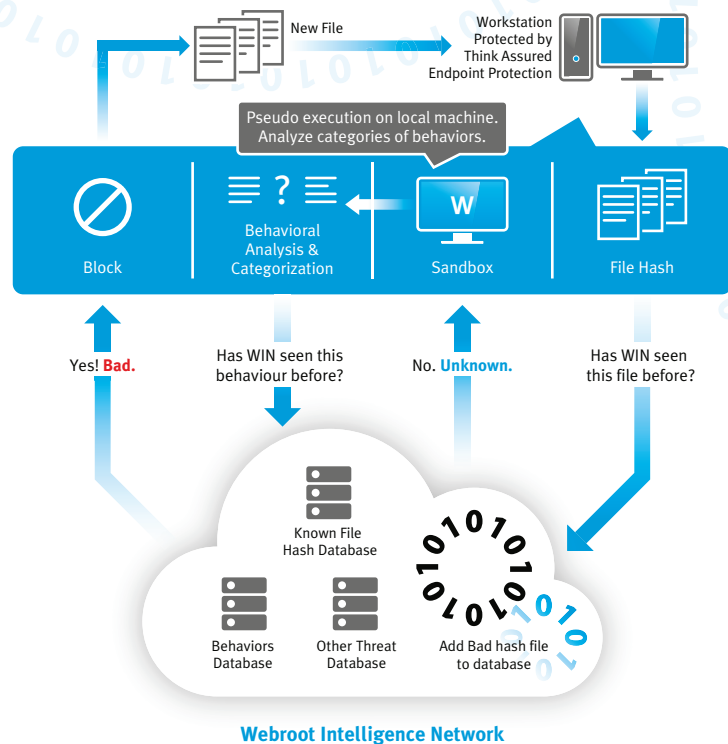 New File
Workstation
Protected by
Think Assured
Endpoint Protection
Pseudo execution on local machine.
Analyze categories of behaviors.
Block
? 
Behavioral
Analysis &
Categorization
W
Sandbox
File Hash
Yes! Bad.
Has WIN seen this
behaviour before?
No. Unknown.
Has WIN seen
this file before?
Known File
Hash Database
Behaviors
Database
Other Threat
Database
10101010101010
Add Bad hash file
to database
Webroot Intelligence Network